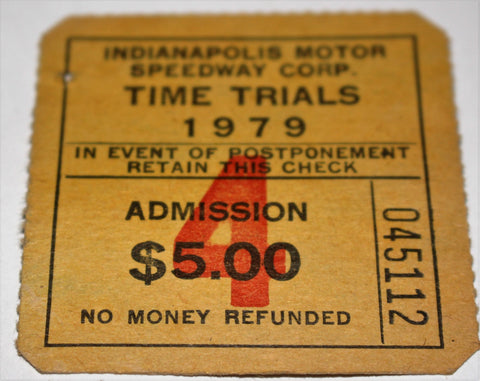 INDIANAPOLIS MOTOR
SPEEDWAY CORP.
TIME TRIALS
1979
IN EVENT OF POSTPONEMENT
RETAIN THIS CHECK
4
ADMISSION
$5.00
NO MONEY REFUNDED
045112